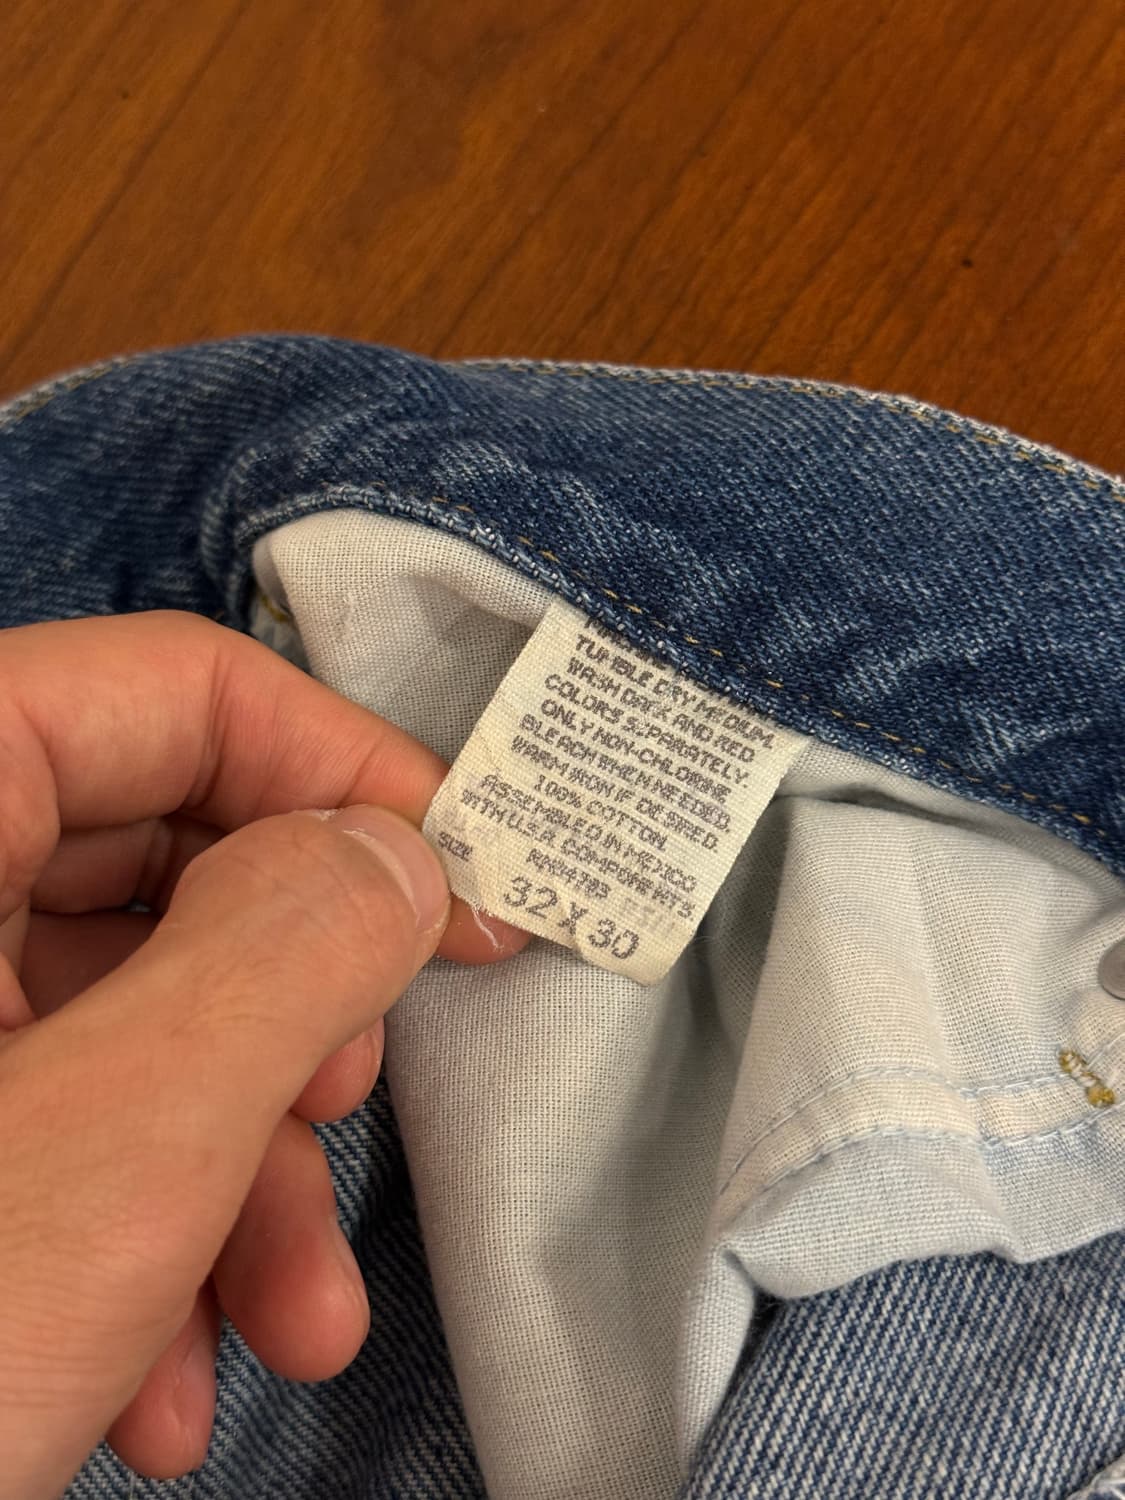 TUMBLE DRY MEDIUM.
WASH DARK AND RED
COLORS SEPARATELY.
ONLY NON-CHLORINE
BLEACH WHEN NEEDED.
WARM IRON IF DESIRED.
100% COTTON
ASSEMBLED IN MEXICO
WITH U.S.A. COMPONENTS
SIZE
32 X 30